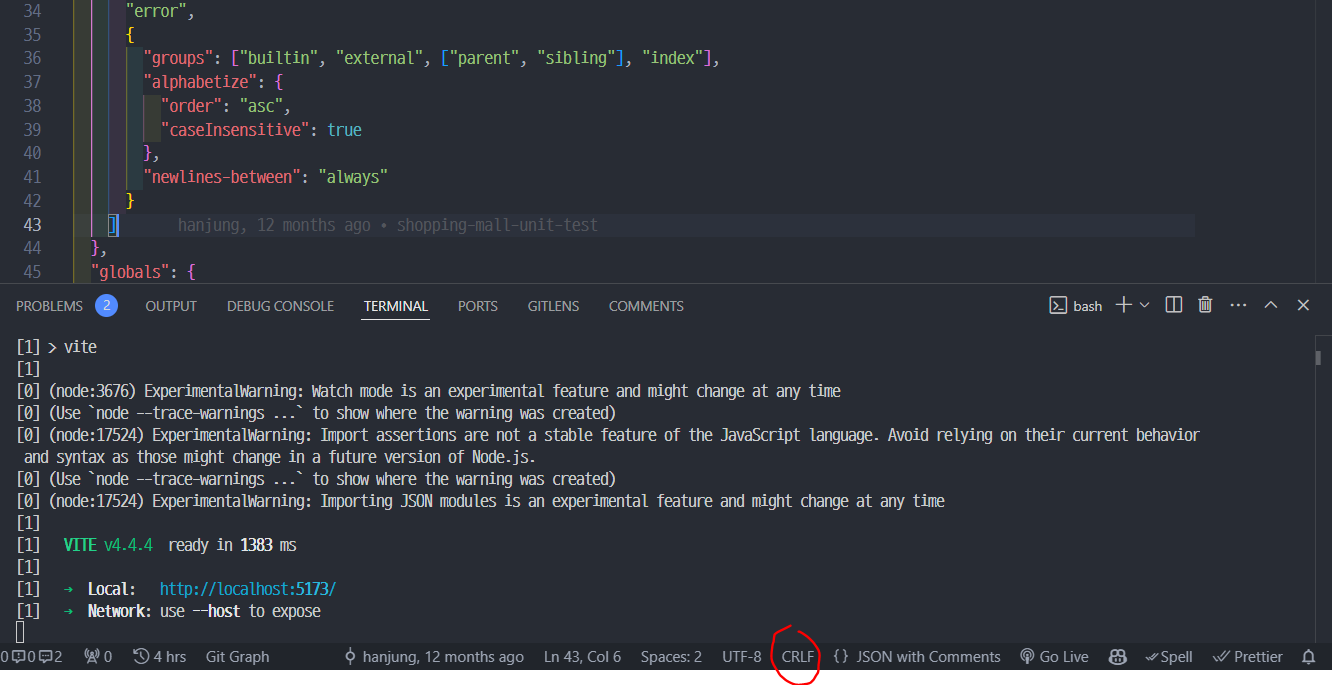 34 "error",
35 {
36 "groups": ["builtin", "external", ["parent", "sibling"], "index"],
37 "alphabetize": {
38 "order": "asc",
39 "caseInsensitive": true
40 },
41 "newlines-between": "always"
42 }
43 ] hanjung, 12 months ago • shopping-mall-unit-test
44 },
45 "globals": {
PROBLEMS 2 OUTPUT DEBUG CONSOLE TERMINAL PORTS GITLENS COMMENTS bash
[1] > vite
[1]
[0] (node:3676) ExperimentalWarning: Watch mode is an experimental feature and might change at any time
[0] (Use `node --trace-warnings ...` to show where the warning was created)
[0] (node:17524) ExperimentalWarning: Import assertions are not a stable feature of the JavaScript language. Avoid relying on their current behavior
and syntax as those might change in a future version of Node.js.
[0] (Use `node --trace-warnings ...` to show where the warning was created)
[0] (node:17524) ExperimentalWarning: Importing JSON modules is an experimental feature and might change at any time
[1]
[1] VITE v4.4.4 ready in 1383 ms
[1]
[1] ➜ Local: http://localhost:5173/
[1] ➜ Network: use --host to expose
0 0 2 0 4 hrs Git Graph hanjung, 12 months ago Ln 43, Col 6 Spaces: 2 UTF-8 CRLF {} JSON with Comments Go Live Spell Prettier